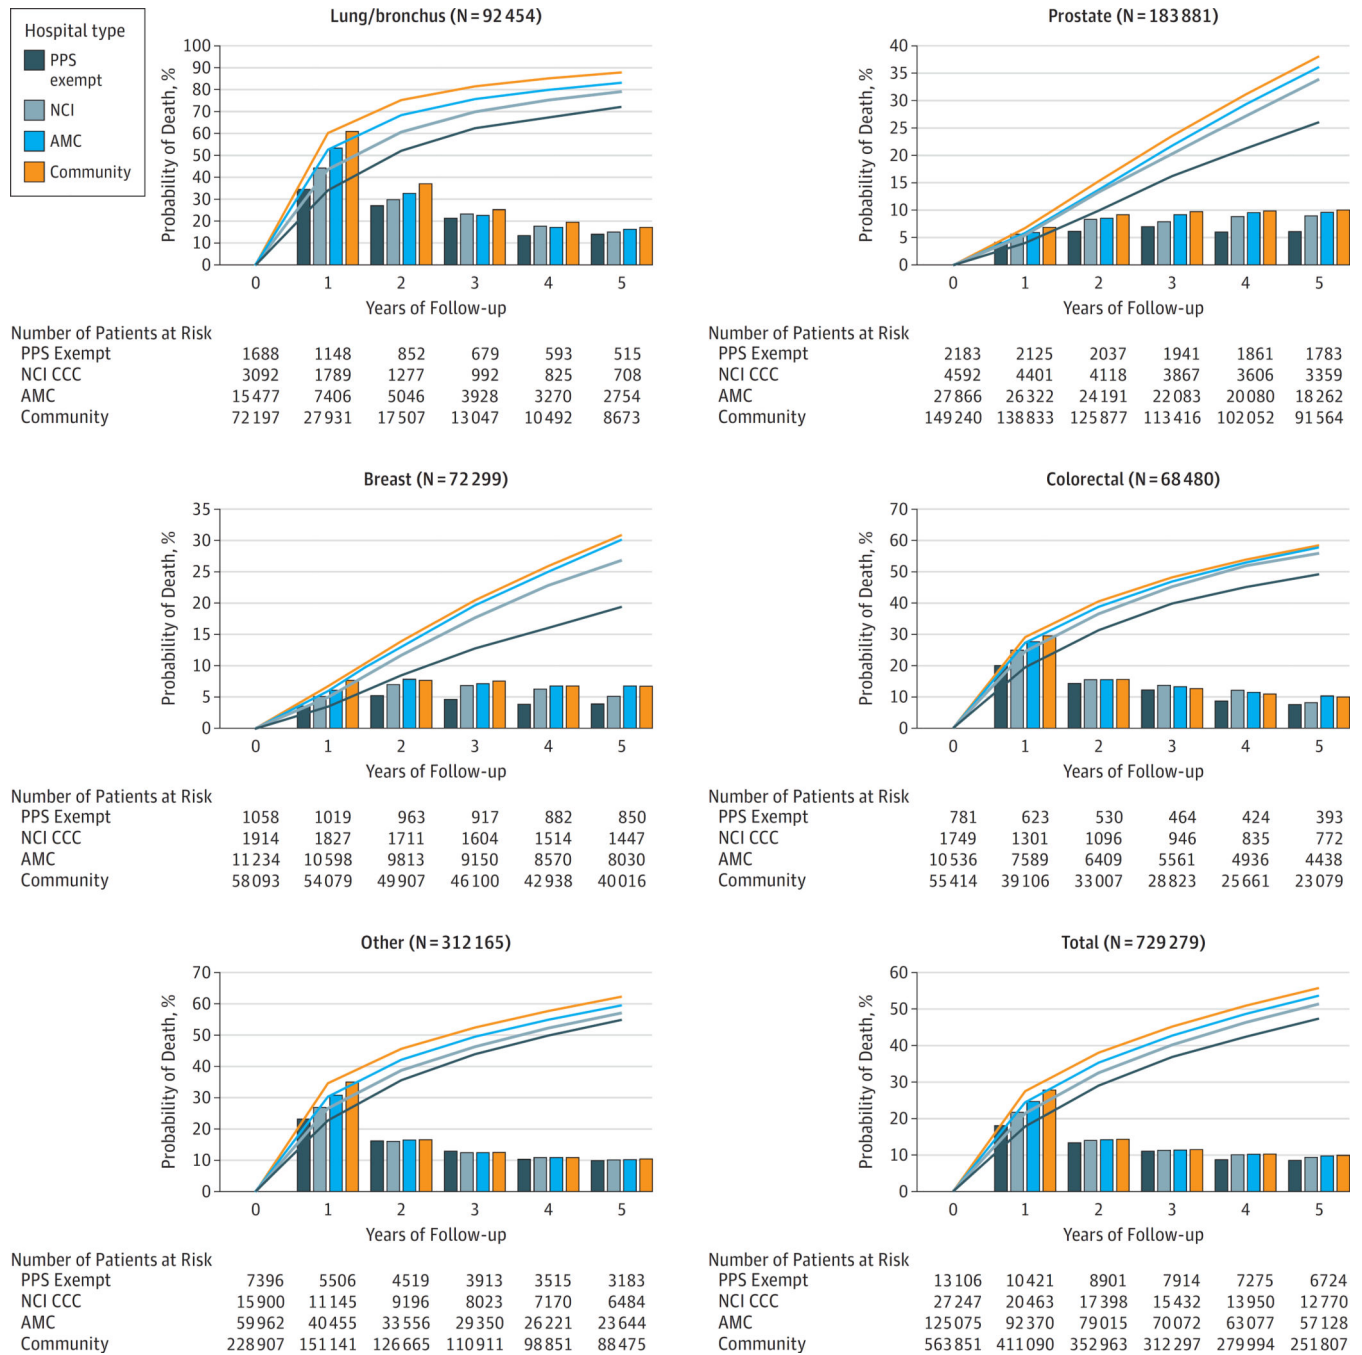 Hospital type
PPS
exempt
NCI
AMC
Community
Lung/bronchus (N = 92 454)
Probability of Death, %
100
90
80
70
60
50
40
30
20
10
0
0 1 2 3 4 5
Years of Follow-up
Number of Patients at Risk
PPS Exempt 1688 1148 852 679 593 515
NCI CCC 3092 1789 1277 992 825 708
AMC 15 477 7406 5046 3928 3270 2754
Community 72 197 27 931 17 507 13 047 10 492 8673
Prostate (N = 183 881)
Probability of Death, %
40
35
30
25
20
15
10
5
0
0 1 2 3 4 5
Years of Follow-up
Number of Patients at Risk
PPS Exempt 2183 2125 2037 1941 1861 1783
NCI CCC 4592 4401 4118 3867 3606 3359
AMC 27 866 26 322 24 191 22 083 20 080 18 262
Community 149 240 138 833 125 877 113 416 102 052 91 564
Breast (N = 72 299)
Probability of Death, %
35
30
25
20
15
10
5
0
0 1 2 3 4 5
Years of Follow-up
Number of Patients at Risk
PPS Exempt 1058 1019 963 917 882 850
NCI CCC 1914 1827 1711 1604 1514 1447
AMC 11 234 10 598 9813 9150 8570 8030
Community 58 093 54 079 49 907 46 100 42 938 40 016
Colorectal (N = 68 480)
Probability of Death, %
70
60
50
40
30
20
10
0
0 1 2 3 4 5
Years of Follow-up
Number of Patients at Risk
PPS Exempt 781 623 530 464 424 393
NCI CCC 1749 1301 1096 946 835 772
AMC 10 536 7589 6409 5561 4936 4438
Community 55 414 39 106 33 007 28 823 25 661 23 079
Other (N = 312 165)
Probability of Death, %
70
60
50
40
30
20
10
0
0 1 2 3 4 5
Years of Follow-up
Number of Patients at Risk
PPS Exempt 7396 5506 4519 3913 3515 3183
NCI CCC 15 900 11 145 9196 8023 7170 6484
AMC 59 962 40 455 33 556 29 350 26 221 23 644
Community 228 907 151 141 126 665 110 911 98 851 88 475
Total (N = 729 279)
Probability of Death, %
60
50
40
30
20
10
0
0 1 2 3 4 5
Years of Follow-up
Number of Patients at Risk
PPS Exempt 13 106 10 421 8901 7914 7275 6724
NCI CCC 27 247 20 463 17 398 15 432 13 950 12 770
AMC 125 075 92 370 79 015 70 072 63 077 57 128
Community 563 851 411 090 352 963 312 297 279 994 251 807